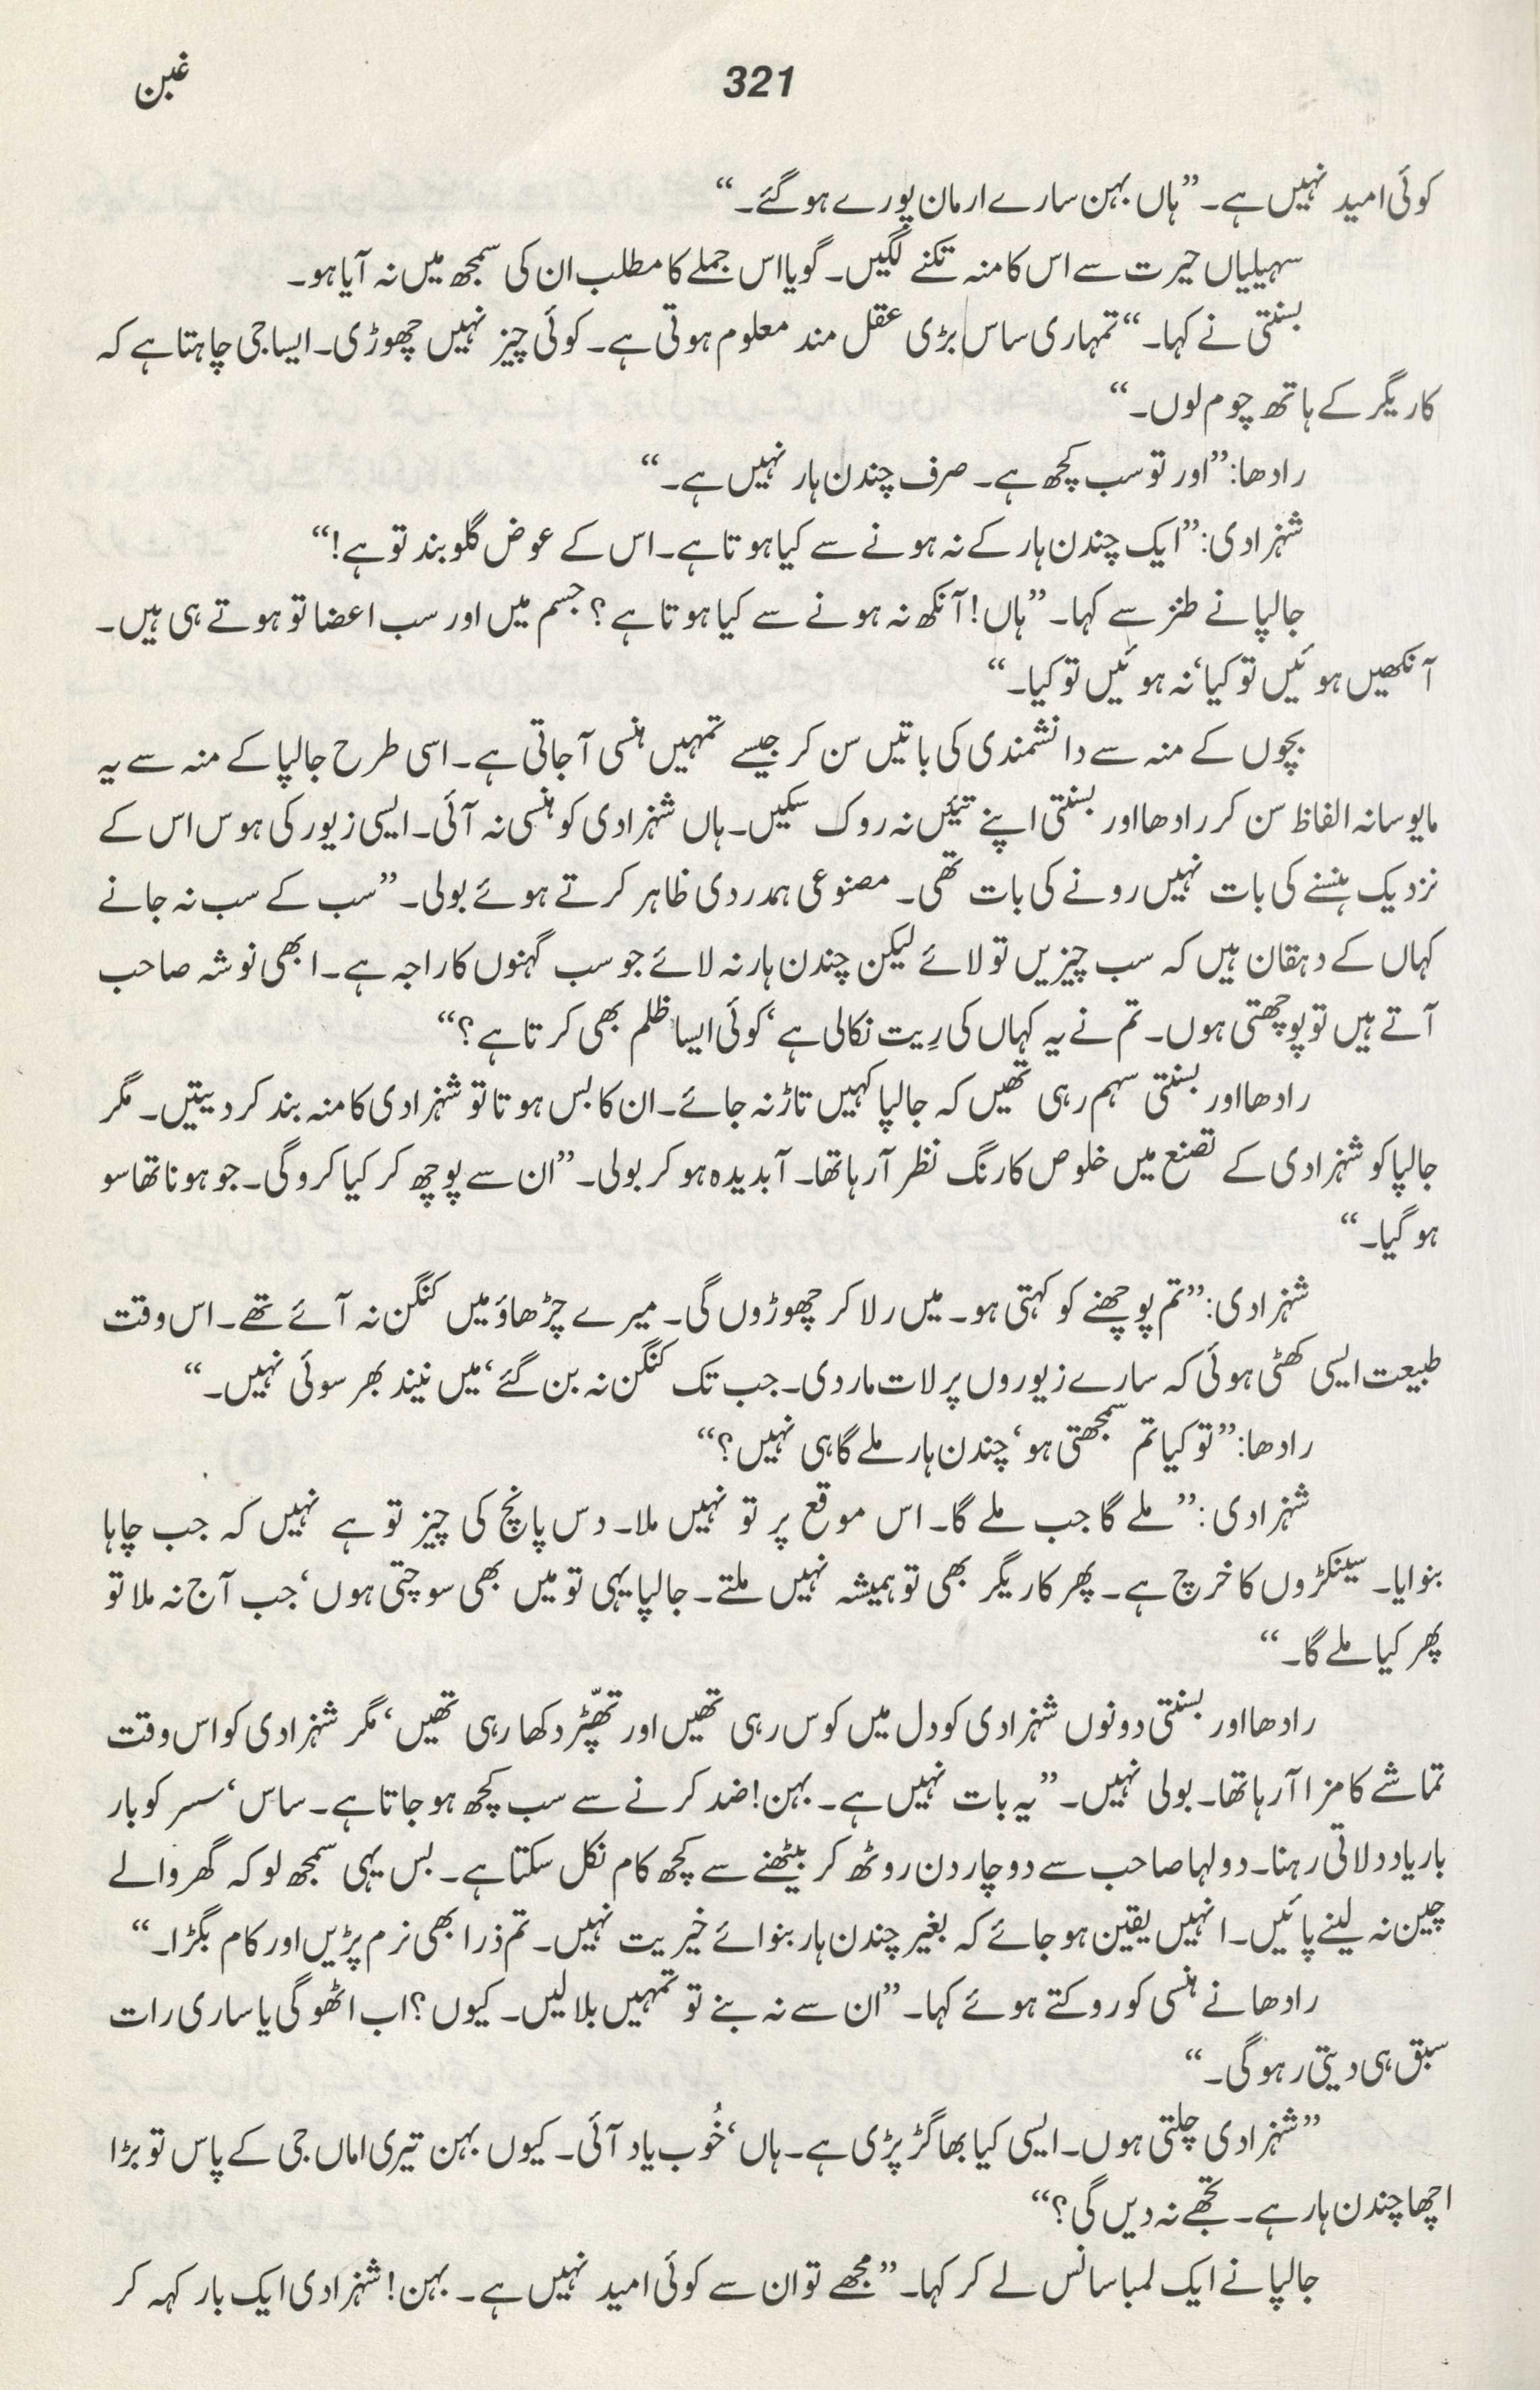 غبن
321
کوئی امید نہیں ہے۔ ”ہاں بہن سارے ارمان پورے ہو گئے۔“
سہیلیاں حیرت سے اس کا منہ تکنے لگیں۔ گویا اس جملے کا مطلب ان کی سمجھ میں نہ آیا ہو۔
بسنتی نے کہا۔ “تمہاری ساس بڑی عقل مند معلوم ہوتی ہے۔ کوئی چیز نہیں چھوڑی۔ ایسا جی چاہتا ہے کہ
کاریگر کے ہاتھ چوم لوں۔“
رادھا: ”اور تو سب کچھ ہے۔ صرف چندن ہار نہیں ہے۔“
شہزادی: ”ایک چندن ہار کے نہ ہونے سے کیا ہوتا ہے۔ اس کے عوض گلوبند تو ہے!“
جالپا نے طنز سے کہا۔ ”ہاں! آنکھ نہ ہونے سے کیا ہوتا ہے؟ جسم میں اور سب اعضا تو ہوتے ہی ہیں۔
آنکھیں ہوئیں تو کیا‘ نہ ہوئیں تو کیا۔“
بچوں کے منہ سے دانشمندی کی باتیں سن کر جیسے تمہیں ہنسی آ جاتی ہے۔ اسی طرح جالپا کے منہ سے یہ
مایوسانہ الفاظ سن کر رادھا اور بسنتی اپنے تئیں نہ روک سکیں۔ ہاں شہزادی کو ہنسی نہ آئی۔ ایسی زیور کی ہوس اس کے
نزدیک ہنسنے کی بات نہیں رونے کی بات تھی۔ مصنوعی ہمدردی ظاہر کرتے ہوئے بولی۔ ”سب کے سب نہ جانے
کہاں کے دہقان ہیں کہ سب چیزیں تو لائے لیکن چندن ہار نہ لائے جو سب گہنوں کا راجہ ہے۔ ابھی نوشہ صاحب
آتے ہیں تو پوچھتی ہوں۔ تم نے یہ کہاں کی رِیت نکالی ہے‘ کوئی ایسا ظلم بھی کرتا ہے؟“
رادھا اور بسنتی سہم رہی تھیں کہ جالپا کہیں تاڑ نہ جائے۔ ان کا بس ہوتا تو شہزادی کا منہ بند کر دیتیں۔ مگر
جالپا کو شہزادی کے تصنع میں خلوص کا رنگ نظر آ رہا تھا۔ آبدیدہ ہو کر بولی۔ ”ان سے پوچھ کر کیا کرو گی۔ جو ہونا تھا سو
ہو گیا۔“
شہزادی: ”تم پوچھنے کو کہتی ہو۔ میں رلا کر چھوڑوں گی۔ میرے چڑھاؤ میں کنگن نہ آئے تھے۔ اس وقت
طبیعت ایسی کھٹی ہوئی کہ سارے زیوروں پر لات مار دی۔ جب تک کنگن نہ بن گئے‘ میں نیند بھر سوئی نہیں۔“
رادھا: ”تو کیا تم سمجھتی ہو‘ چندن ہار ملے گا ہی نہیں؟“
شہزادی: ”ملے گا جب ملے گا۔ اس موقع پر تو نہیں ملا۔ دس پانچ کی چیز تو ہے نہیں کہ جب چاہا
بنوایا۔ سینکڑوں کا خرچ ہے۔ پھر کاریگر بھی تو ہمیشہ نہیں ملتے۔ جالپا یہی تو میں بھی سوچتی ہوں‘ جب آج نہ ملا تو
پھر کیا ملے گا۔“
رادھا اور بسنتی دونوں شہزادی کو دل میں کوس رہی تھیں اور تھپّڑ دکھا رہی تھیں‘ مگر شہزادی کو اس وقت
تماشے کا مزا آ رہا تھا۔ بولی نہیں۔ ”یہ بات نہیں ہے۔ بہن! ضد کرنے سے سب کچھ ہو جاتا ہے۔ ساس‘ سسر کو بار
بار یاد دلاتی رہنا۔ دولہا صاحب سے دو چار دن روٹھ کر بیٹھنے سے کچھ کام نکل سکتا ہے۔ بس یہی سمجھ لو کہ گھر والے
چین نہ لینے پائیں۔ انہیں یقین ہو جائے کہ بغیر چندن ہار بنوائے خیریت نہیں۔ تم ذرا بھی نرم پڑیں اور کام بگڑا۔“
رادھا نے ہنسی کو روکتے ہوئے کہا۔ ”ان سے نہ بنے تو تمہیں بلا لیں۔ کیوں؟ اب اٹھو گی یا ساری رات
سبق ہی دیتی رہو گی۔“
”شہزادی چلتی ہوں۔ ایسی کیا بھاگڑ پڑی ہے۔ ہاں‘ خُوب یاد آئی۔ کیوں بہن تیری اماں جی کے پاس تو بڑا
اچھا چندن ہار ہے۔ تجھے نہ دیں گی؟“
جالپا نے ایک لمبا سانس لے کر کہا۔ ”مجھے تو ان سے کوئی امید نہیں ہے۔ بہن! شہزادی ایک بار کہہ کر